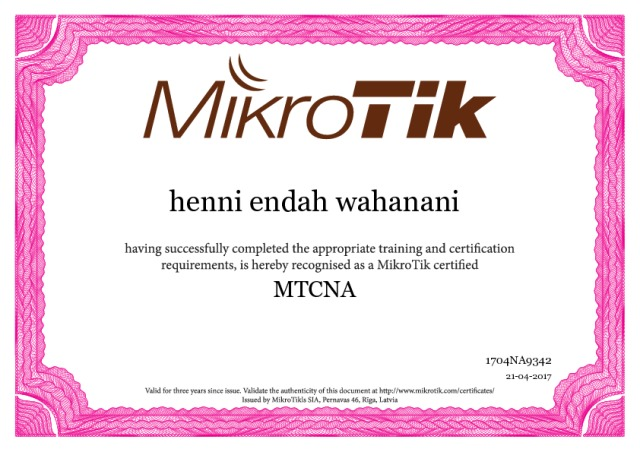 MikroTik
henni endah wahanani
having successfully completed the appropriate training and certification
requirements, is hereby recognised as a MikroTik certified
MTCNA
1704NA9342
21-04-2017
Valid for three years since issue. Validate the authenticity of this document at http://www.mikrotik.com/certificates/
Issued by MikroTikls SIA, Pernavas 46, Riga, Latvia